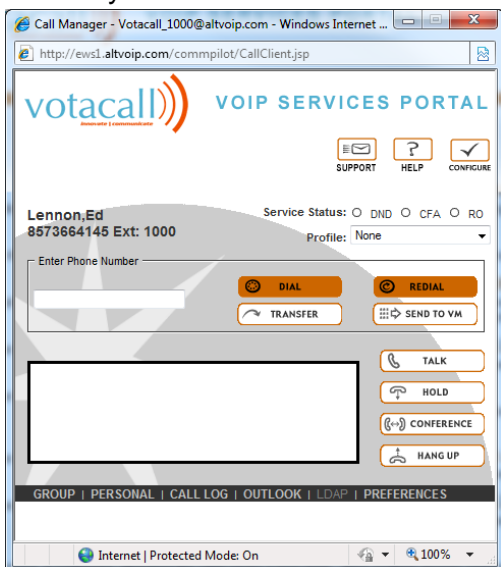 Call Manager - Votacall_1000@altvoip.com - Windows Internet ...
http://ews1.altvoip.com/commpilot/CallClient.jsp
votacall
innovate | communicate
VOIP SERVICES PORTAL
SUPPORT HELP CONFIGURE
Lennon,Ed
8573664145 Ext: 1000
Service Status: DND CFA RO
Profile: None
Enter Phone Number
DIAL REDIAL
TRANSFER SEND TO VM
TALK
HOLD
CONFERENCE
HANG UP
GROUP | PERSONAL | CALL LOG | OUTLOOK | LDAP | PREFERENCES
Internet | Protected Mode: On 100%